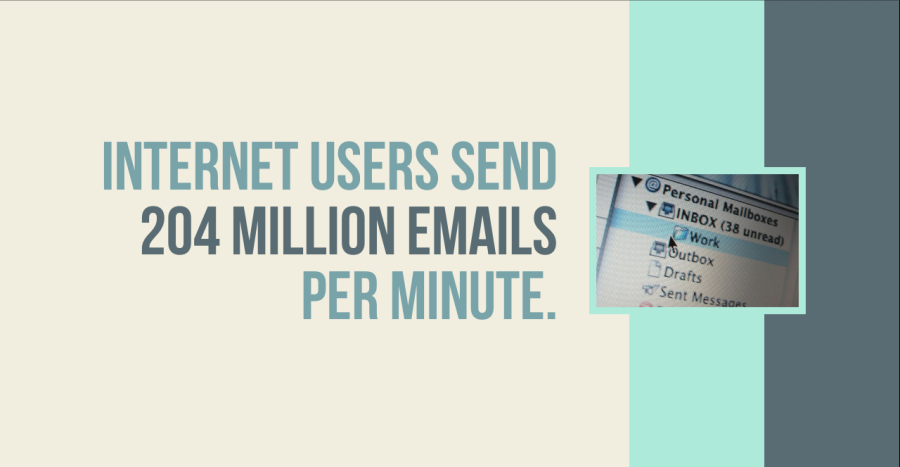 INTERNET USERS SEND
204 MILLION EMAILS
PER MINUTE.
Personal Mailboxes
INBOX (38 unread)
Work
Outbox
Drafts
Sent Messages